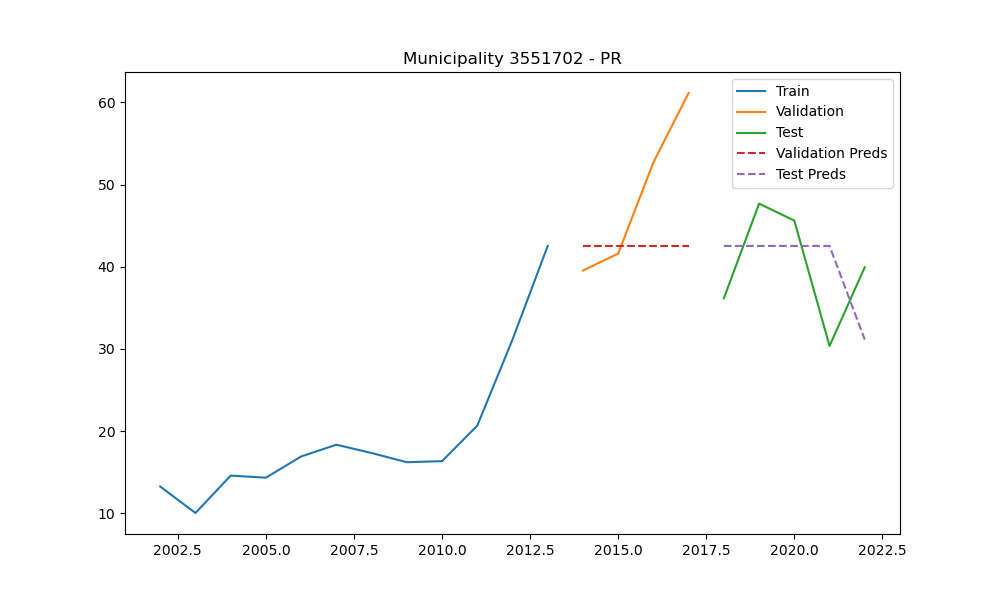 Municipality 3551702 - PR
Train
Validation
Test
Validation Preds
Test Preds
60
50
40
30
20
10
2002.5 2005.0 2007.5 2010.0 2012.5 2015.0 2017.5 2020.0 2022.5